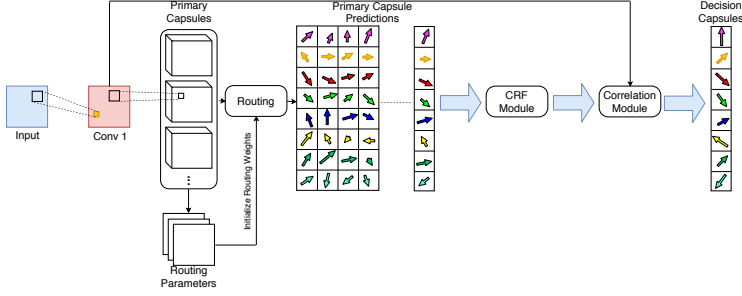 Primary
Capsules
Primary Capsule
Predictions
Decision
Capsules
Routing
CRF
Module
Correlation
Module
Input
Conv 1
...
Initialize Routing Weights
Routing
Parameters